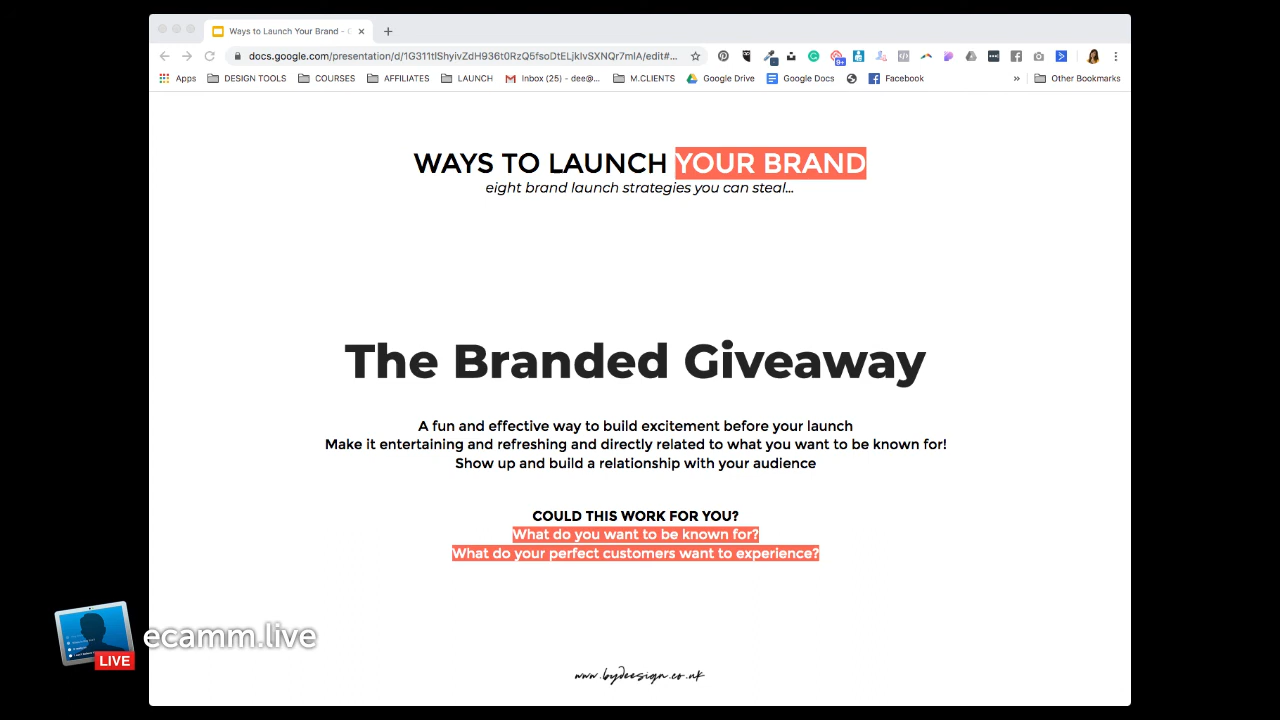 Ways to Launch Your Brand - G
docs.google.com/presentation/d/1G311tlShyivZdH936t0RzQ5fsoDtELjkIvSXNQr7mlA/edit#...
9+
Apps DESIGN TOOLS COURSES AFFILIATES LAUNCH Inbox (25) - dee@... M.CLIENTS Google Drive Google Docs Facebook » Other Bookmarks
WAYS TO LAUNCH YOUR BRAND
eight brand launch strategies you can steal...
The Branded Giveaway
A fun and effective way to build excitement before your launch
Make it entertaining and refreshing and directly related to what you want to be known for!
Show up and build a relationship with your audience
COULD THIS WORK FOR YOU?
What do you want to be known for?
What do your perfect customers want to experience?
ecamm.live
LIVE
www.bydeesign.co.uk